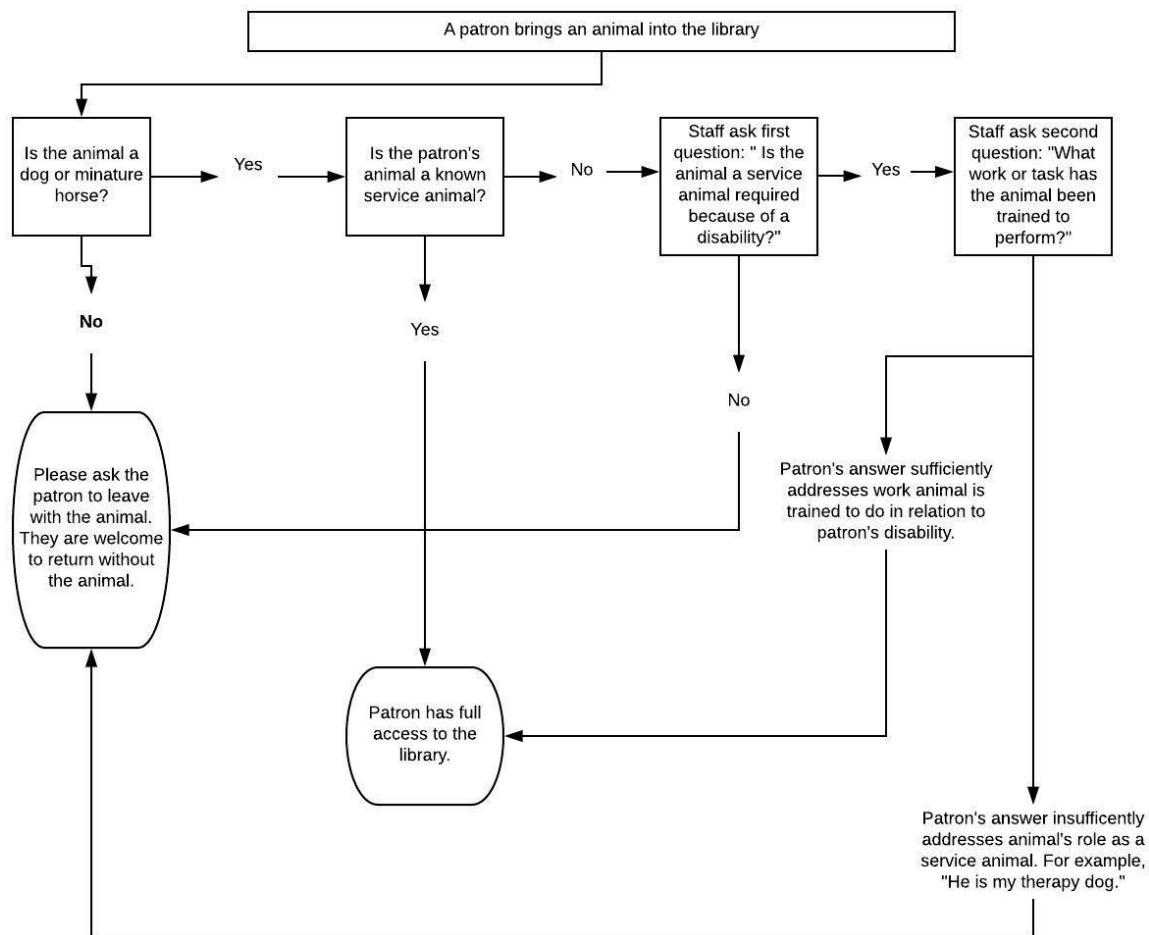 A patron brings an animal into the library
Is the animal a
dog or minature
horse?
Yes
Is the patron's
animal a known
service animal?
No
Staff ask first
question: " Is the
animal a service
animal required
because of a
disability?"
Yes
Staff ask second
question: "What
work or task has
the animal been
trained to
perform?"
No
Yes
No
Please ask the
patron to leave
with the animal.
They are welcome
to return without
the animal.
Patron's answer sufficiently
addresses work animal is
trained to do in relation to
patron's disability.
Patron has full
access to the
library.
Patron's answer insufficently
addresses animal's role as a
service animal. For example,
"He is my therapy dog."